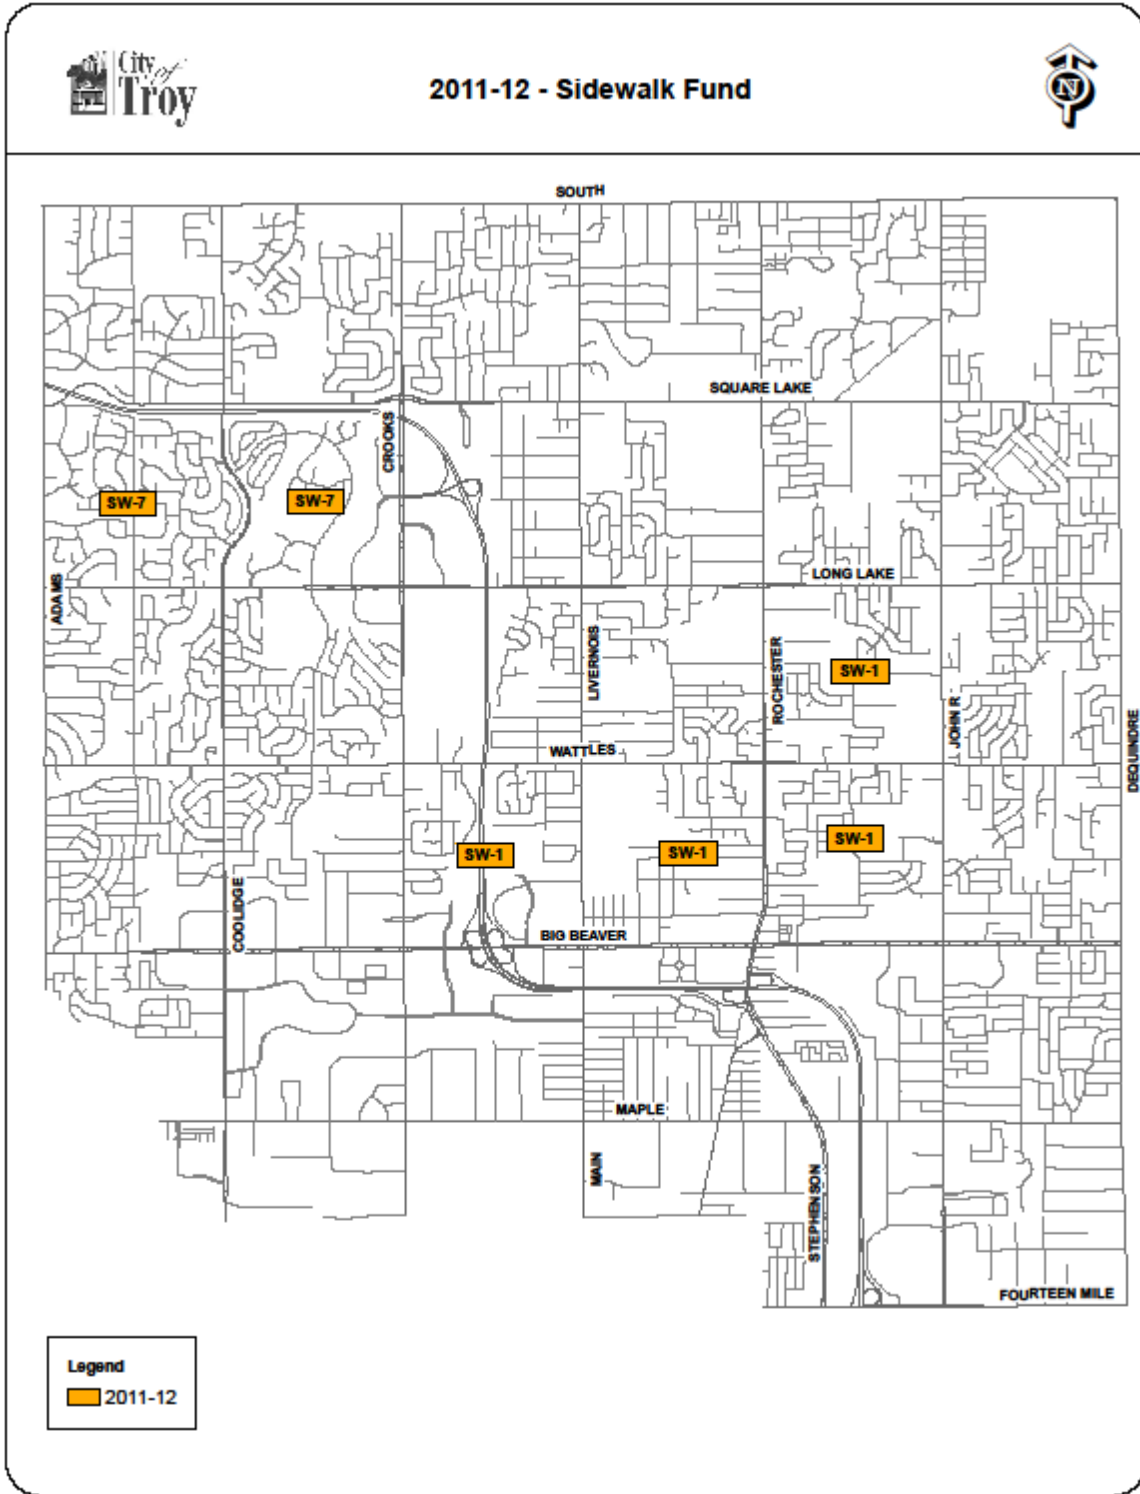 City of
Troy
2011-12 - Sidewalk Fund
N
SOUTH
SQUARE LAKE
CROOKS
SW-7
SW-7
LONG LAKE
ADAMS
LIVERNOIS
ROCHESTER
SW-1
JOHN R
DEQUINDRE
WATTLES
SW-1
SW-1
SW-1
COOLIDGE
BIG BEAVER
MAPLE
MAIN
STEPHENSON
FOURTEEN MILE
Legend
2011-12